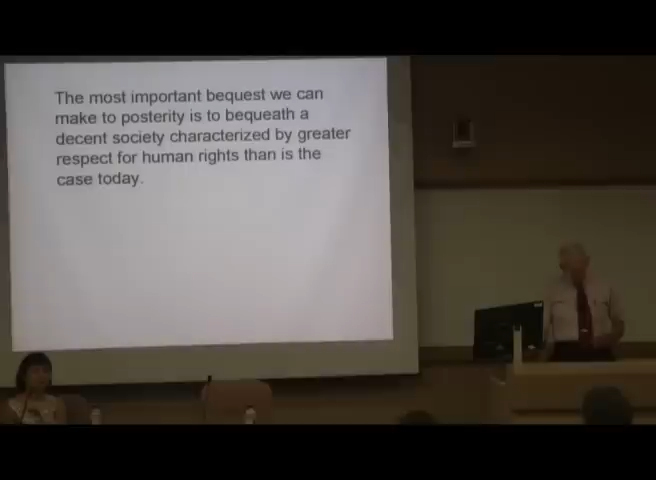 The most important bequest we can
make to posterity is to bequeath a
decent society characterized by greater
respect for human rights than is the
case today.